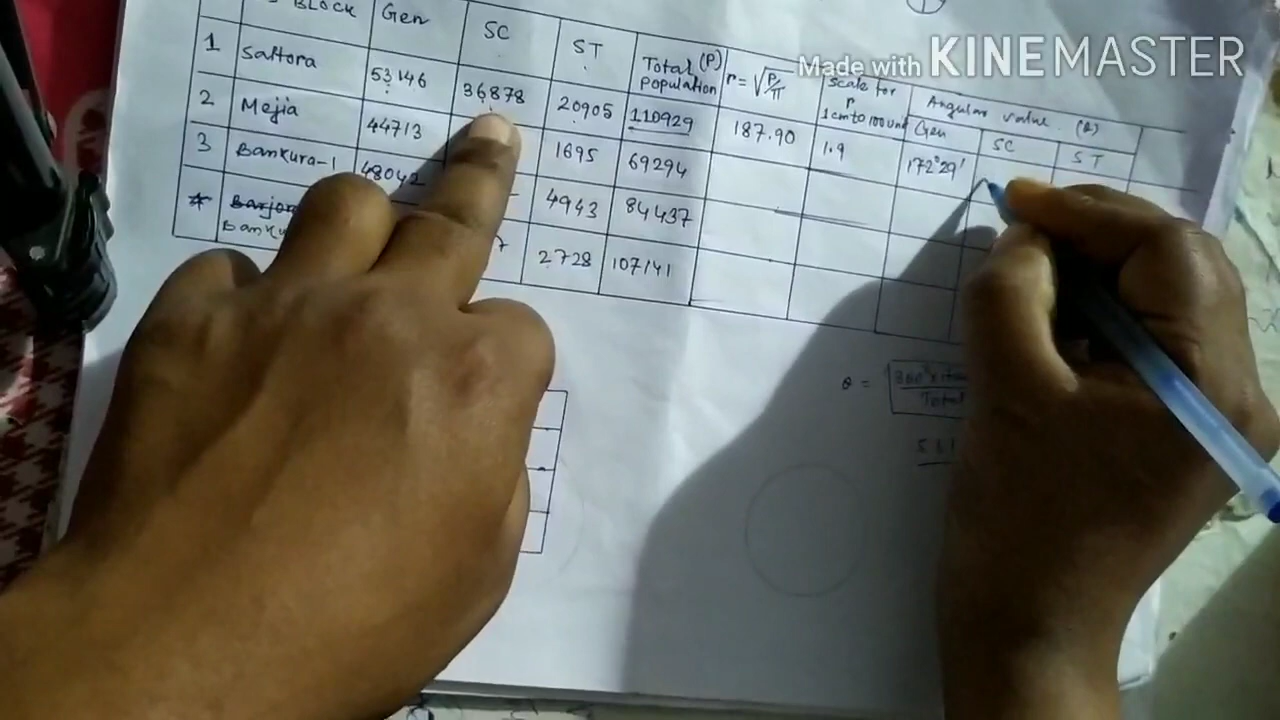 Made with KINEMASTER
BLOCK Gen SC ST Total (P) population r = √P/π Scale for r 1cm to 100 unit Angular value (θ)
Gen SC ST
1 Saltora 53146 36878 20905 110929 187.90 1.9 172°29'
2 Mejia 44713 1695 69294
3 Bankura-1 48042 4943 84437
* 7 2728 107141
θ = 360° x
Total